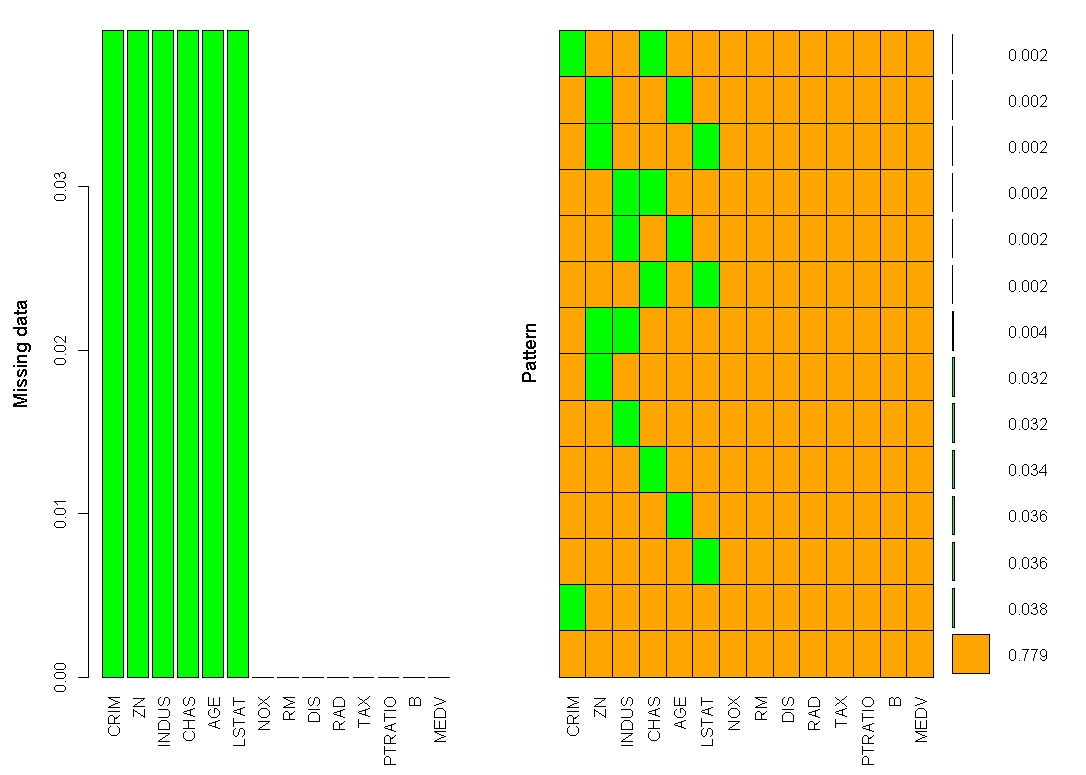 Missing data
0.03
0.02
0.01
0.00
CRIM
ZN
INDUS
CHAS
AGE
LSTAT
NOX
RM
DIS
RAD
TAX
PTRATIO
B
MEDV
Pattern
0.002
0.002
0.002
0.002
0.002
0.002
0.004
0.032
0.032
0.034
0.036
0.036
0.038
0.779
CRIM
ZN
INDUS
CHAS
AGE
LSTAT
NOX
RM
DIS
RAD
TAX
PTRATIO
B
MEDV